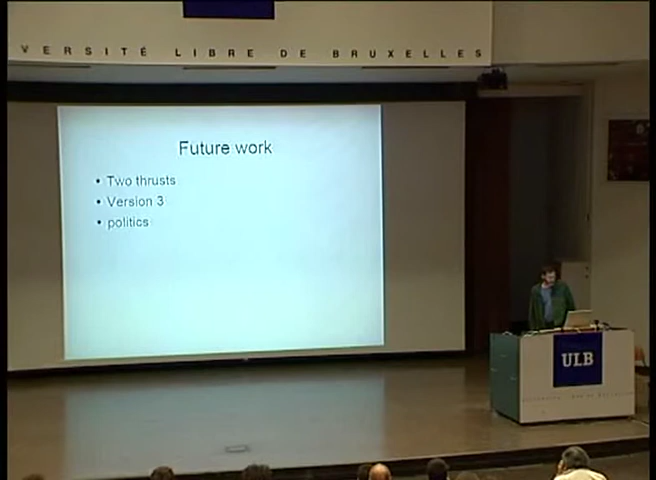 VERSITÉ LIBRE DE BRUXELLES
Future work
• Two thrusts
• Version 3
• politics
ULB